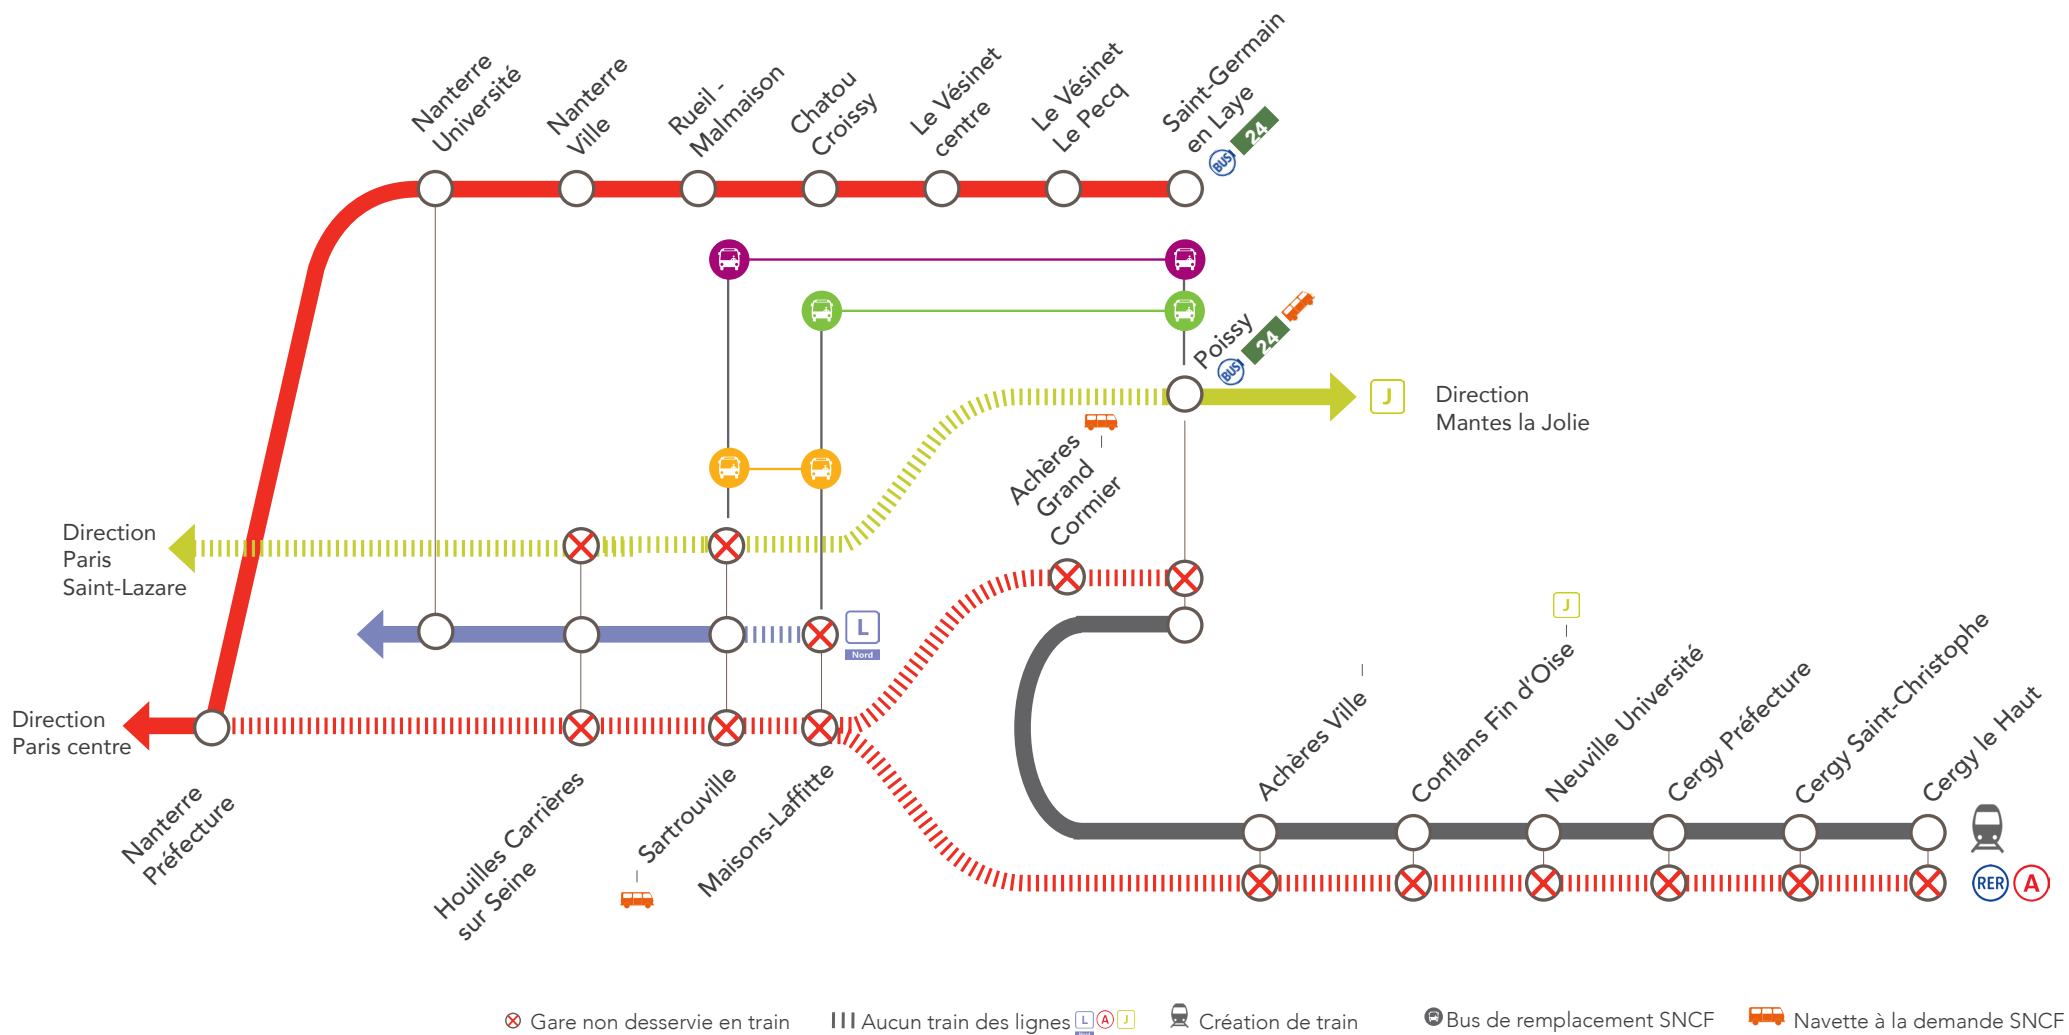 Nanterre
Université
Nanterre
Ville
Rueil -
Malmaison
Chatou
Croissy
Le Vésinet
centre
Le Vésinet
Le Pecq
Saint-Germain
en Laye
BUS 24
Poissy
BUS 24
J
Direction
Mantes la Jolie
Achères
Grand
Cormier
Direction
Paris
Saint-Lazare
L
Nord
J
Direction
Paris centre
Nanterre
Préfecture
Houilles Carrières
sur Seine
Sartrouville
Maisons-Laffitte
Achères Ville
Conflans Fin d'Oise
Neuville Université
Cergy Préfecture
Cergy Saint-Christophe
Cergy le Haut
RER A
Gare non desservie en train
Aucun train des lignes L A J
Création de train
Bus de remplacement SNCF
Navette à la demande SNCF